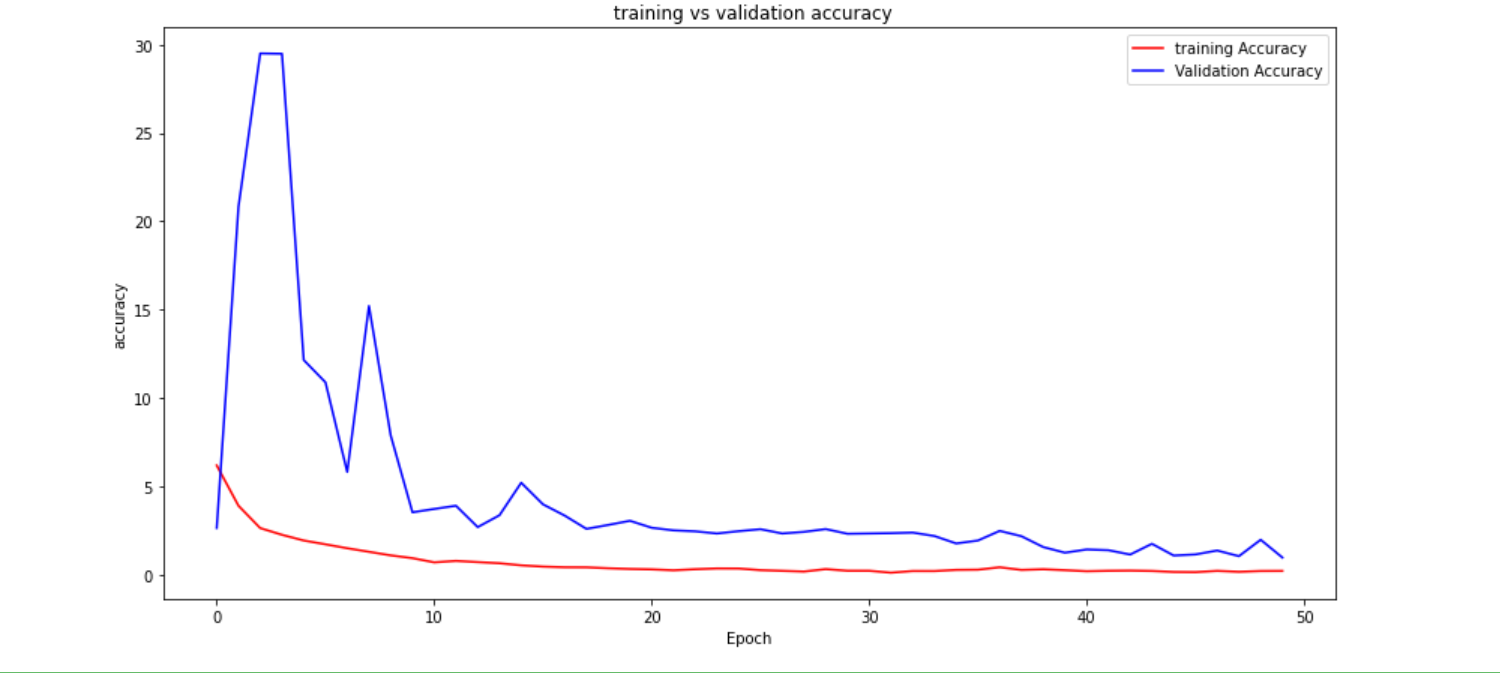 training vs validation accuracy
training Accuracy
Validation Accuracy
30
25
20
15
10
5
0
accuracy
0 10 20 30 40 50
Epoch